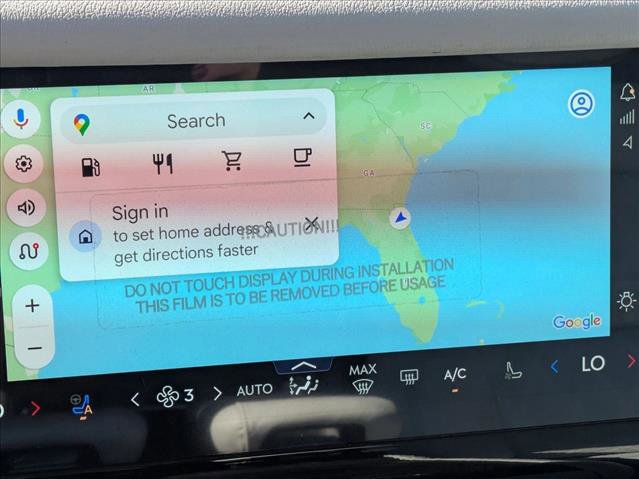 AR
SC
GA
Search
Sign in
to set home address &
get directions faster
!!!CAUTION!!!
DO NOT TOUCH DISPLAY DURING INSTALLATION
THIS FILM IS TO BE REMOVED BEFORE USAGE
Google
A
3
AUTO
MAX
A/C
LO